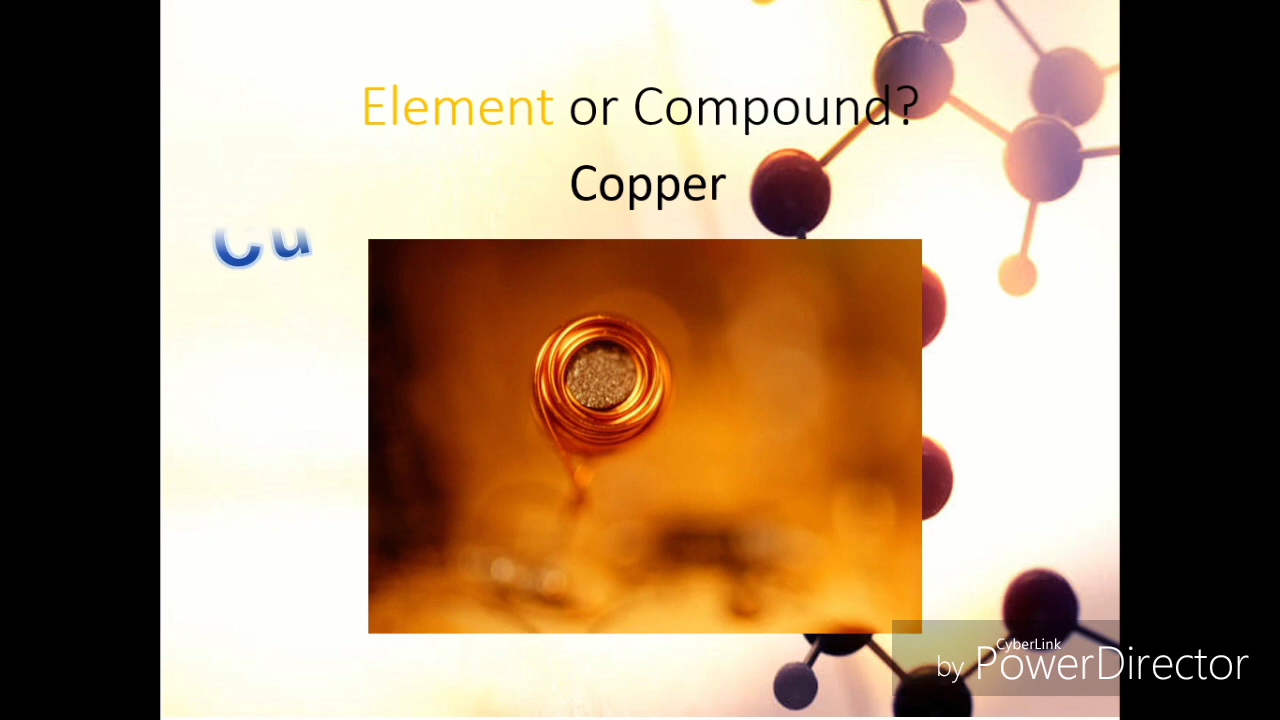 Element or Compound?
Copper
Cu
CyberLink
by PowerDirector